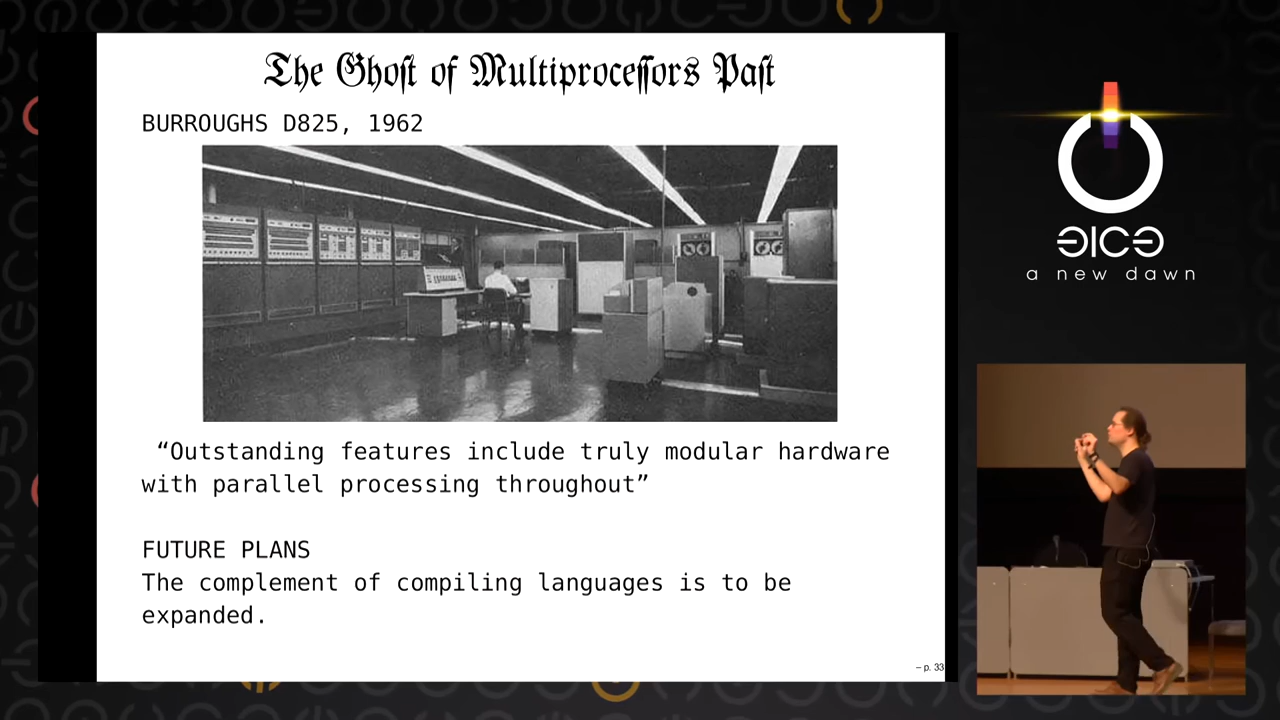 The Ghoſt of Multiproceſſors Paſt
BURROUGHS D825, 1962
“Outstanding features include truly modular hardware
with parallel processing throughout”
FUTURE PLANS
The complement of compiling languages is to be
expanded.
– p. 33
ǝıcǝ
a new dawn